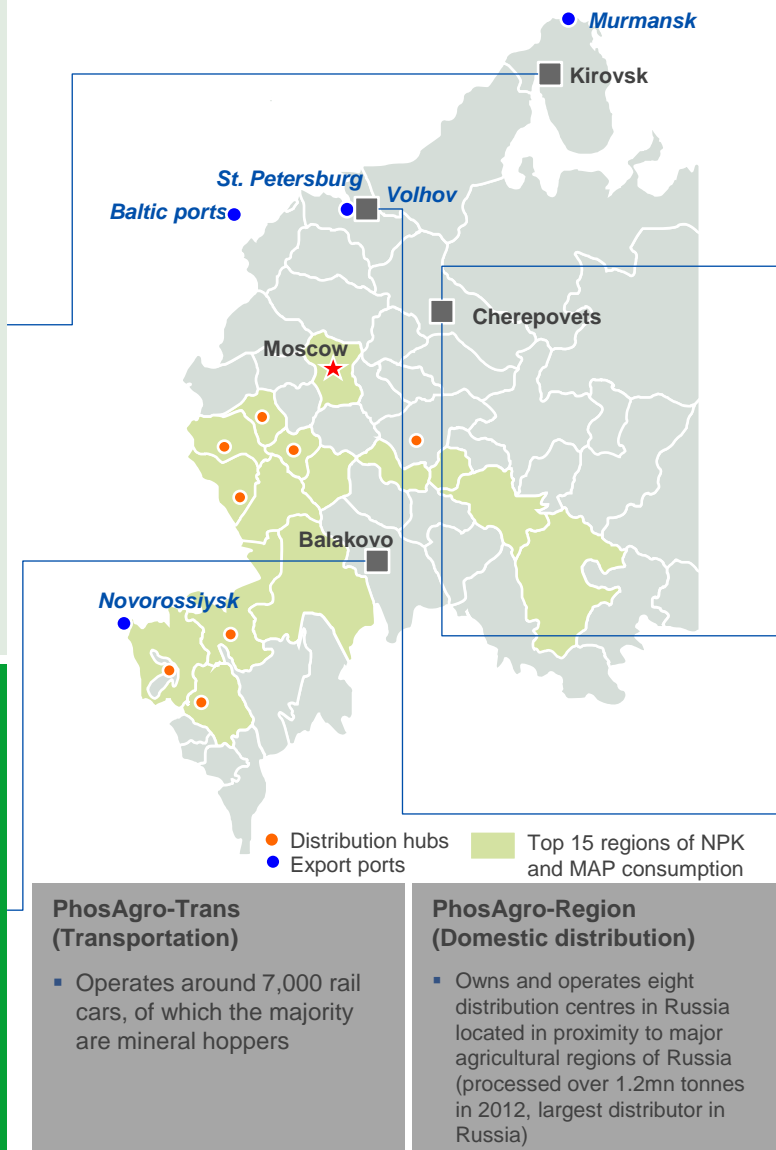 Murmansk
Kirovsk
St. Petersburg
Volhov
Baltic ports
Cherepovets
Moscow
Balakovo
Novorossiysk
Distribution hubs
Export ports
Top 15 regions of NPK
and MAP consumption
PhosAgro-Trans
(Transportation)
▪ Operates around 7,000 rail
cars, of which the majority
are mineral hoppers
PhosAgro-Region
(Domestic distribution)
▪ Owns and operates eight
distribution centres in Russia
located in proximity to major
agricultural regions of Russia
(processed over 1.2mn tonnes
in 2012, largest distributor in
Russia)